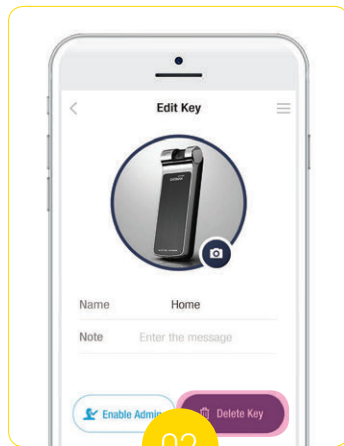 Edit Key
Name Home
Note Enter the message
Enable Admin
Delete Key
02